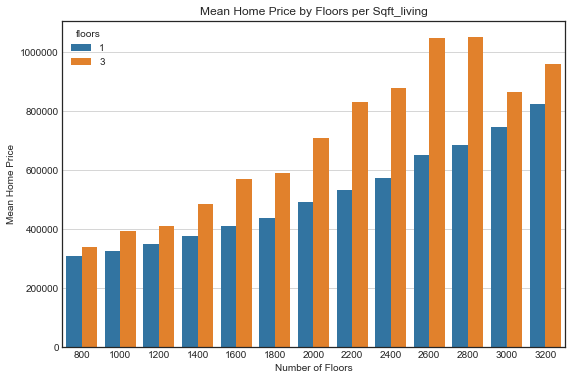 Mean Home Price by Floors per Sqft_living
floors
1
3
Mean Home Price
1000000
800000
600000
400000
200000
0
800 1000 1200 1400 1600 1800 2000 2200 2400 2600 2800 3000 3200
Number of Floors